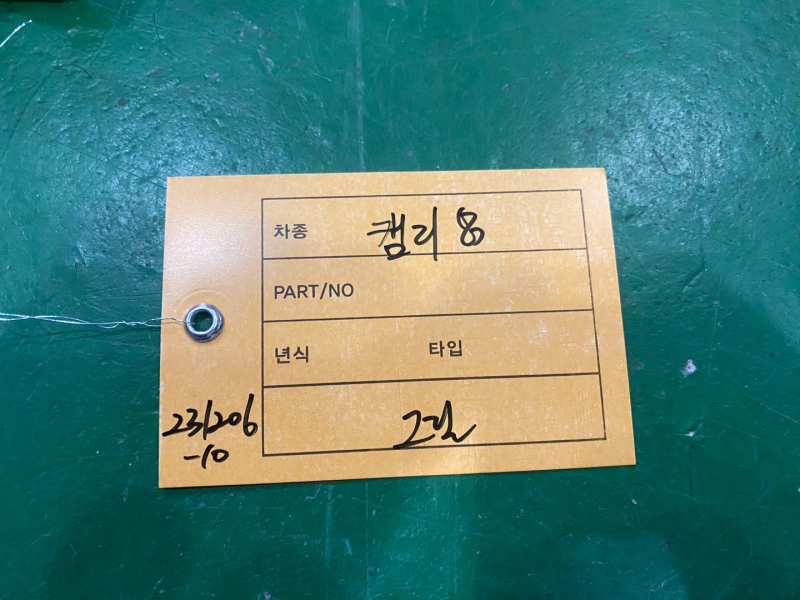 차종 캠리 8
PART/NO
년식 타입
그릴
231206
-10